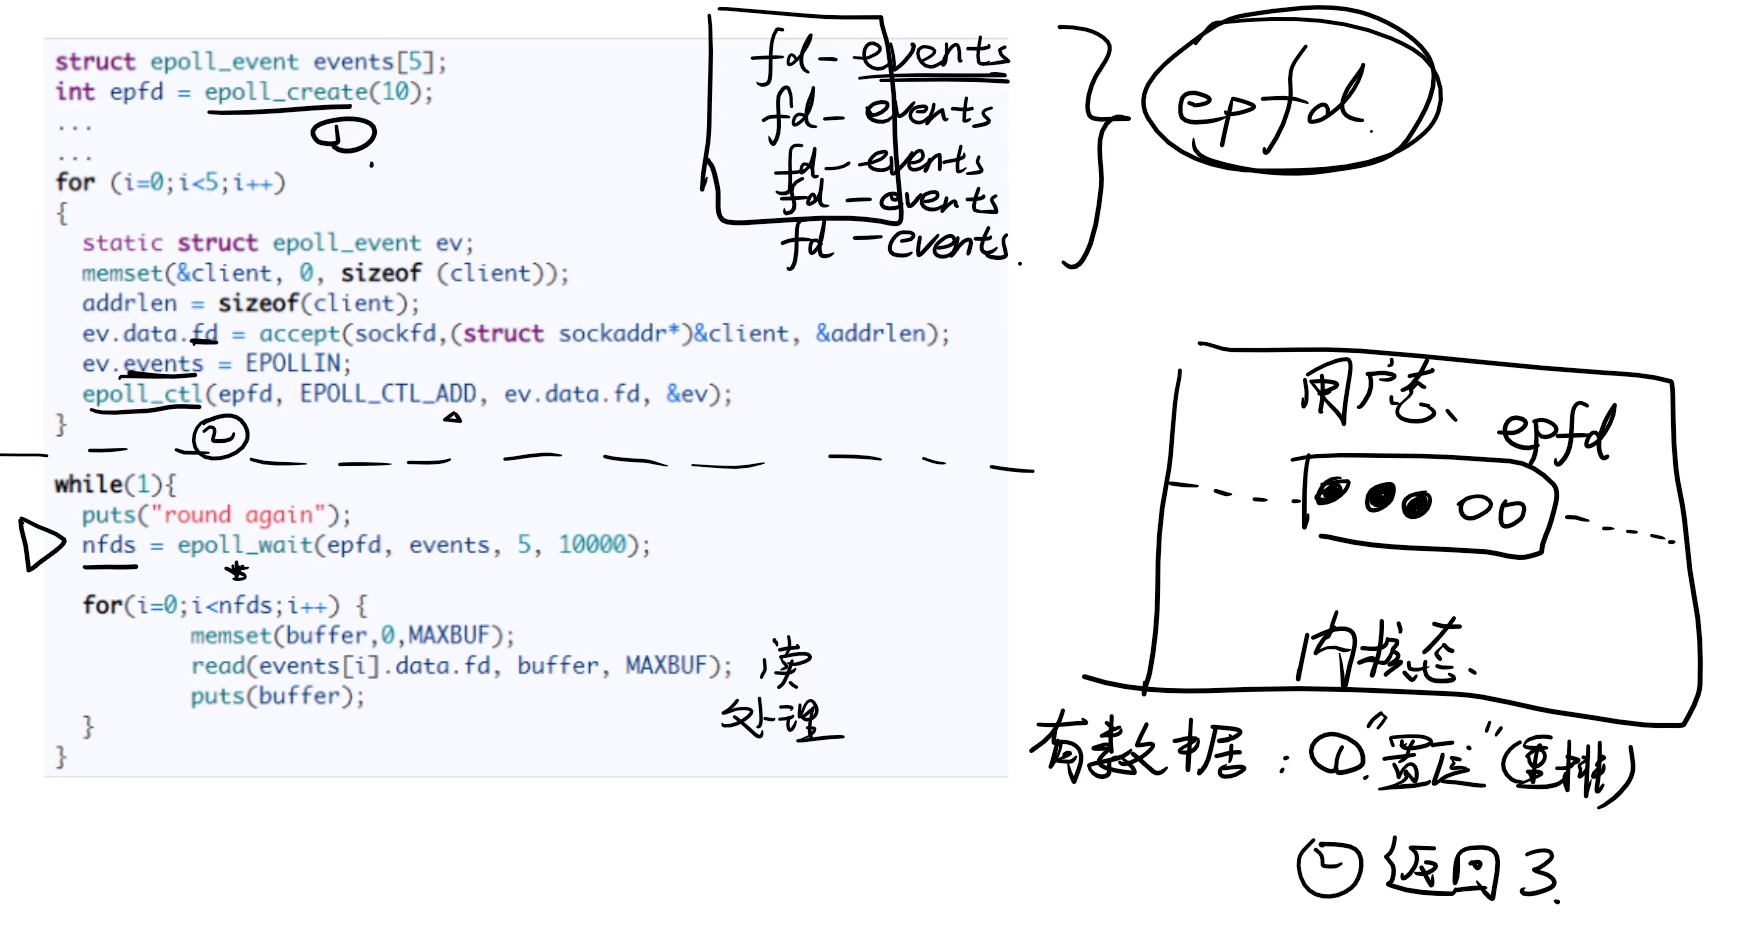 struct epoll_event events[5];
int epfd = epoll_create(10);
①
...
...
for (i=0;i<5;i++)
{
static struct epoll_event ev;
memset(&client, 0, sizeof (client));
addrlen = sizeof(client);
ev.data.fd = accept(sockfd,(struct sockaddr*)&client, &addrlen);
ev.events = EPOLLIN;
epoll_ctl(epfd, EPOLL_CTL_ADD, ev.data.fd, &ev);
}
②
while(1){
puts("round again");
nfds = epoll_wait(epfd, events, 5, 10000);
for(i=0;i<nfds;i++) {
memset(buffer,0,MAXBUF);
read(events[i].data.fd, buffer, MAXBUF);
puts(buffer);
}
}
读
处理
fd - events
fd - events
fd - events
fd - events
fd - events.
epfd.
用户态、
epfd
内核态、
有数据: ①. "置位" (重排)
② 返回 3.